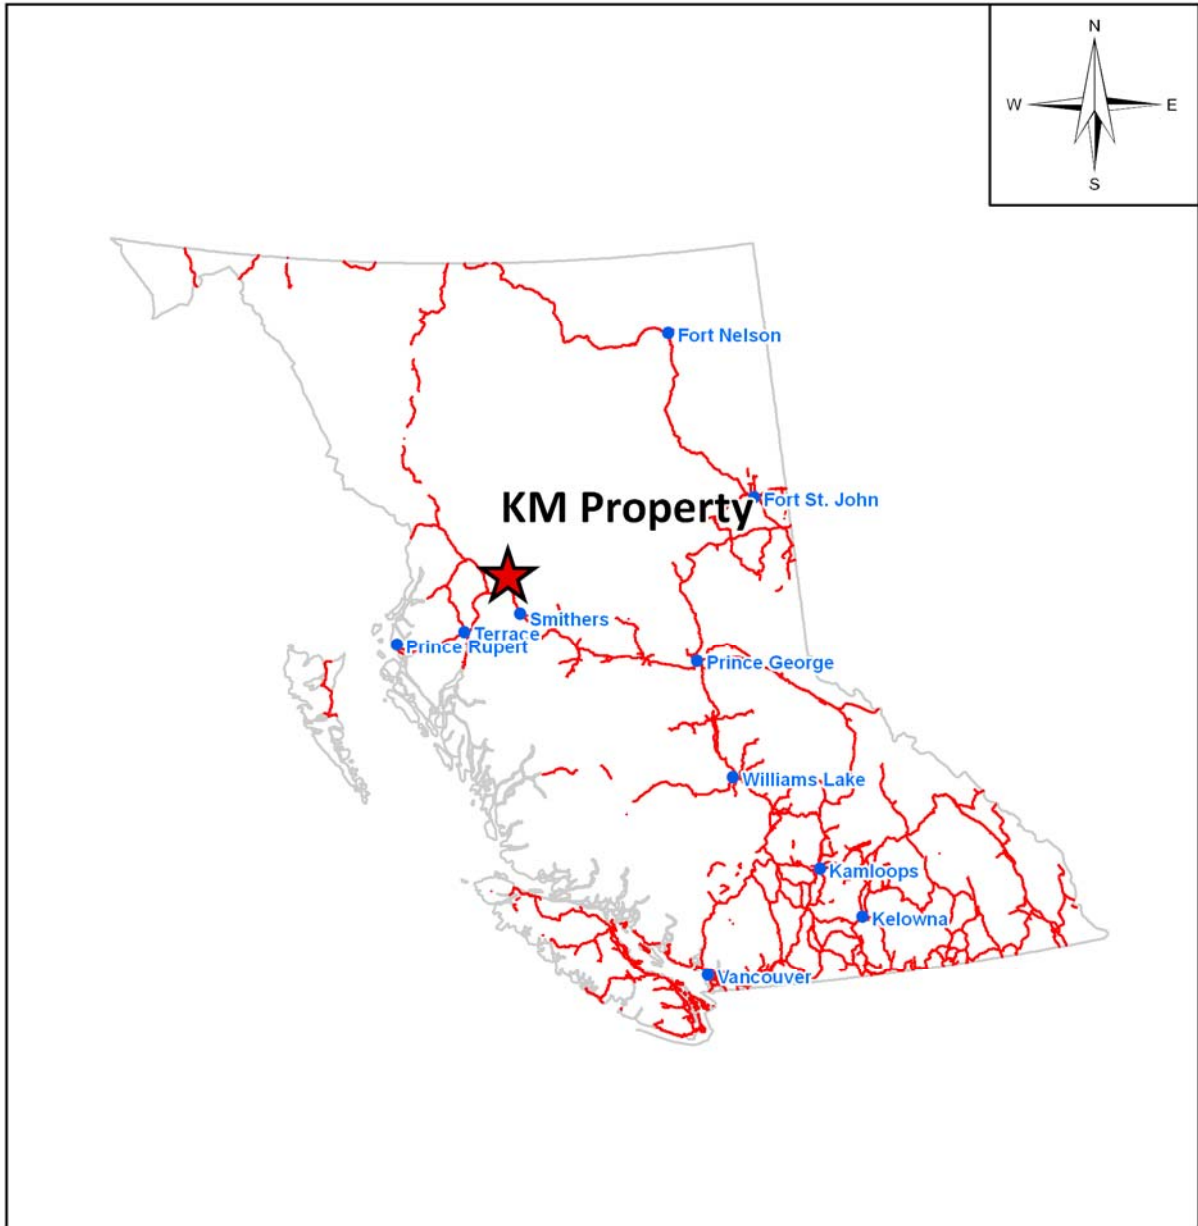 N
W E
S
Fort Nelson
KM Property
Fort St. John
Smithers
Terrace
Prince Rupert
Prince George
Williams Lake
Kamloops
Kelowna
Vancouver